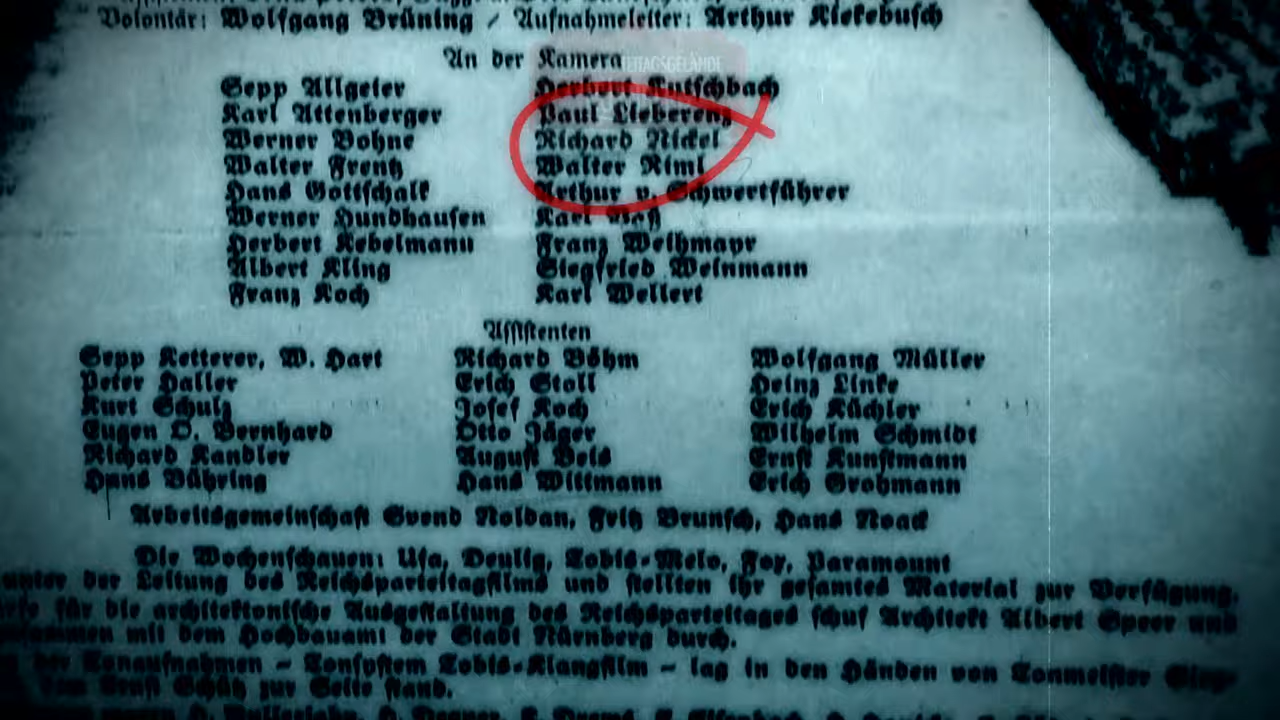 Volontär: Wolfgang Brüning / Aufnahmeleiter: Arthur Kiekebusch
An der Kamera
Sepp Allgeier Herbert Kutschbach
Karl Attenberger Paul Lieberenz
Werner Bohne Richard Nickel
Walter Frentz Walter Riml
Hans Gottschalk Arthur v. Schwertführer
Werner Hundhausen Karl Vaß
Herbert Kebelmann Franz Weihmayr
Albert Kling Siegfried Weinmann
Franz Koch Karl Wellert
Assistenten
Sepp Ketterer, W. Hart Richard Böhm Wolfgang Müller
Peter Haller Erich Stoll Heinz Linke
Kurt Schulz Josef Koch Erich Küchler
Eugen O. Bernhard Otto Jäger Wilhelm Schmidt
Richard Kandler August Beis Ernst Kunstmann
Hans Bühring Hans Wittmann Erich Grohmann
Arbeitsgemeinschaft Svend Noldan, Fritz Brunsch, Hans Noack
Die Wochenschauen: Ufa, Deulig, Tobis-Melo, Fox, Paramount
unter der Leitung des Reichsparteitagfilms und stellten ihr gesamtes Material zur Verfügung.
für die architektonische Ausgestaltung des Reichsparteitages schuf Architekt Albert Speer und
mit dem Hochbauamt der Stadt Nürnberg durch.
der Tonaufnahmen – Tonsystem Tobis-Klangfilm – lag in den Händen von Tonmeister
Ernst Schütz zur Seite stand.